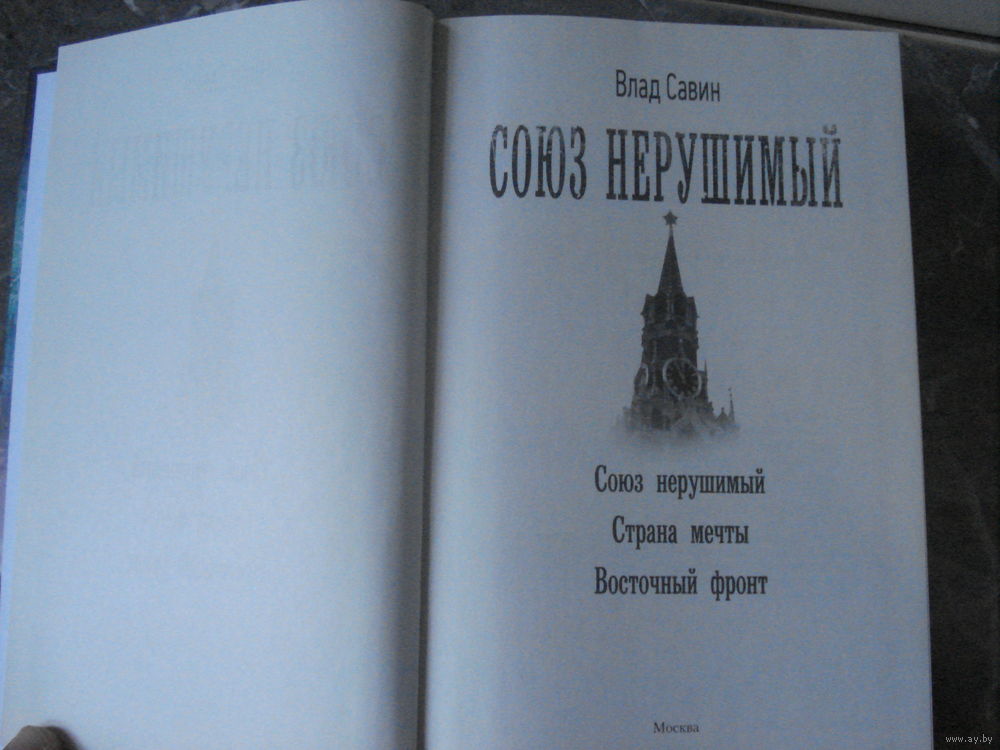 Влад Савин
СОЮЗ НЕРУШИМЫЙ
Союз нерушимый
Страна мечты
Восточный фронт
Москва
www.ay.by